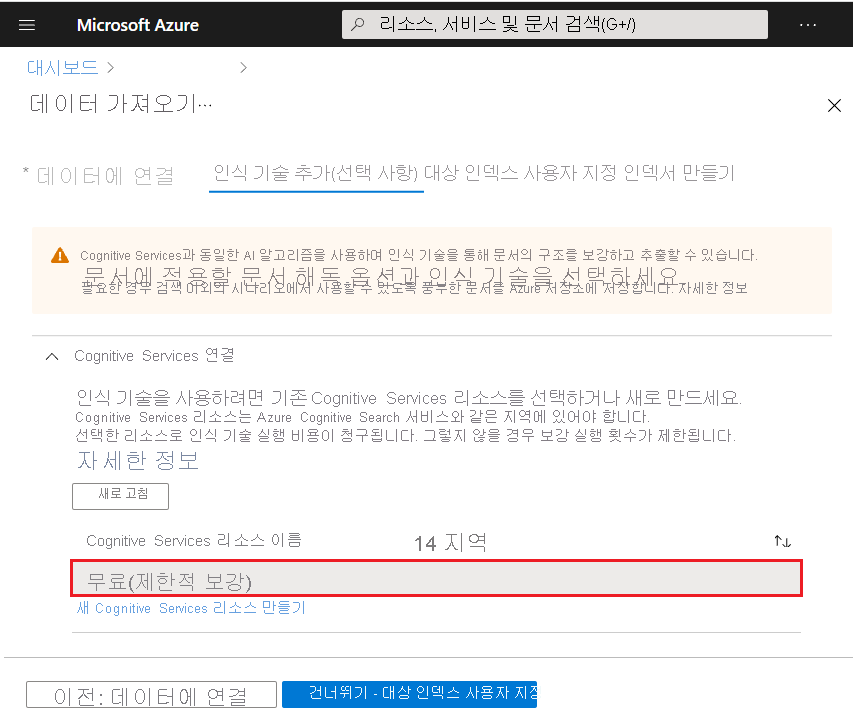 Microsoft Azure
리소스, 서비스 및 문서 검색(G+/)
...
대시보드 > >
데이터 가져오기...
* 데이터에 연결 인식 기술 추가(선택 사항) 대상 인덱스 사용자 지정 인덱서 만들기
Cognitive Services과 동일한 AI 알고리즘을 사용하며 인식 기술을 통해 문서의 구조를 보강하고 추출할 수 있습니다.
문서에 적용할 문서 해독 옵션과 인식 기술을 선택하세요.
필요한 경우 검색 이외의 시나리오에서 사용할 수 있도록 풍부한 문서를 Azure 저장소에 저장합니다. 자세한 정보
Cognitive Services 연결
인식 기술을 사용하려면 기존 Cognitive Services 리소스를 선택하거나 새로 만드세요.
Cognitive Services 리소스는 Azure Cognitive Search 서비스와 같은 지역에 있어야 합니다.
선택한 리소스로 인식 기술 실행 비용이 청구됩니다. 그렇지 않을 경우 보강 실행 횟수가 제한됩니다.
자세한 정보
새로 고침
Cognitive Services 리소스 이름 14 지역 ↑↓
무료(제한적 보강)
새 Cognitive Services 리소스 만들기
이전: 데이터에 연결 건너뛰기 - 대상 인덱스 사용자 지정